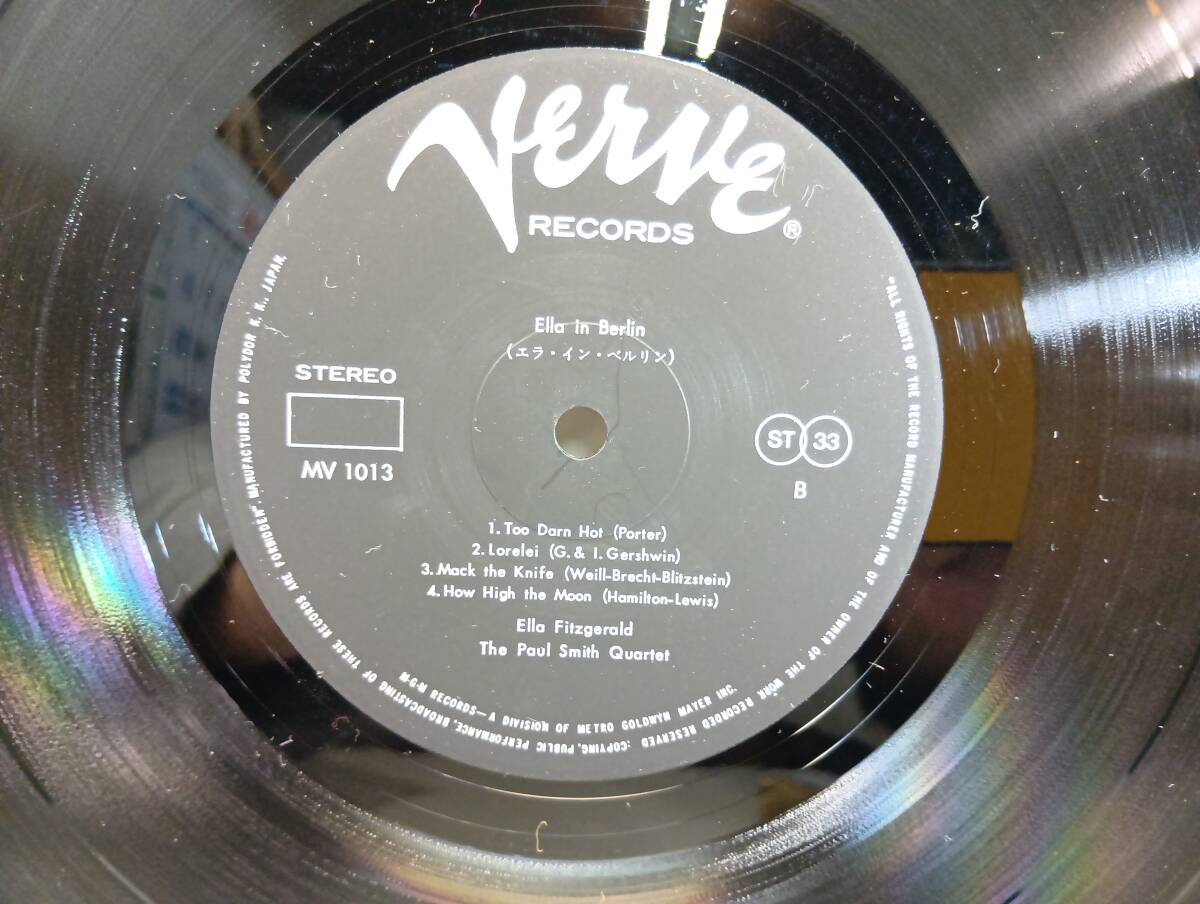 Verve
RECORDS
®
Ella in Berlin
(エラ・イン・ベルリン)
STEREO
MV 1013
ST 33
B
1. Too Darn Hot (Porter)
2. Lorelei (G. & I. Gershwin)
3. Mack the Knife (Weill-Brecht-Blitzstein)
4. How High the Moon (Hamilton-Lewis)
Ella Fitzgerald
The Paul Smith Quartet
M-G-M RECORDS—A DIVISION OF METRO GOLDWYN MAYER INC.
"ALL RIGHTS OF THE RECORD MANUFACTURER AND OF THE OWNER OF THE WORK RECORDED RESERVED :COPYING, PUBLIC PERFORMANCE, BROADCASTING OF THESE RECORDS ARE FORBIDDEN" MANUFACTURED BY POLYDOR K. K., JAPAN.